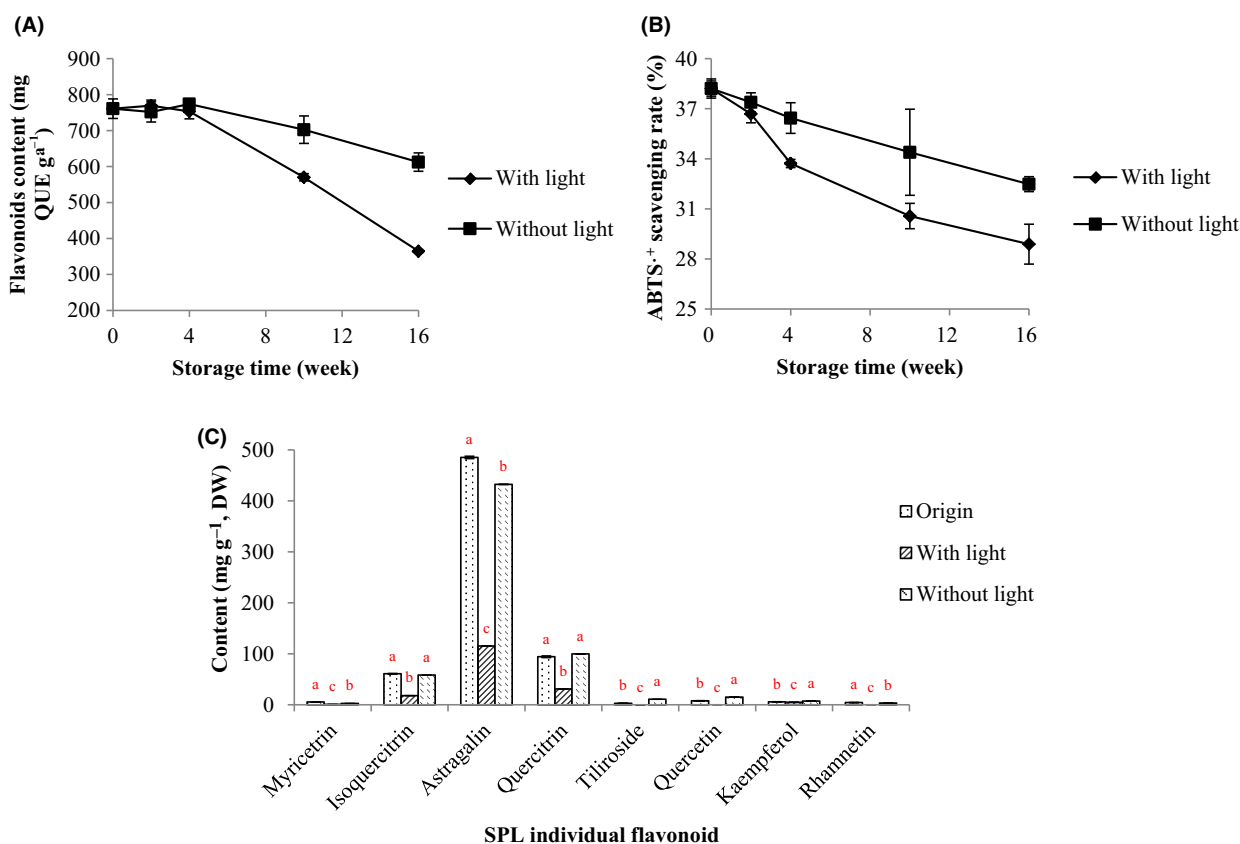 (A)
Flavonoids content (mg
QUE gᵃ⁻¹)
900
800
700
600
500
400
300
200
0
4
8
12
16
Storage time (week)
With light
Without light
(B)
ABTS·⁺ scavenging rate (%)
40
37
34
31
28
25
0
4
8
12
16
Storage time (week)
With light
Without light
(C)
Content (mg g⁻¹, DW)
500
400
300
200
100
0
a c b
a b a
a c b
a b a
b c a
b c a
b c a
a c b
Myricetrin
Isoquercitrin
Astragalin
Quercitrin
Tiliroside
Quercetin
Kaempferol
Rhamnetin
SPL individual flavonoid
Origin
With light
Without light